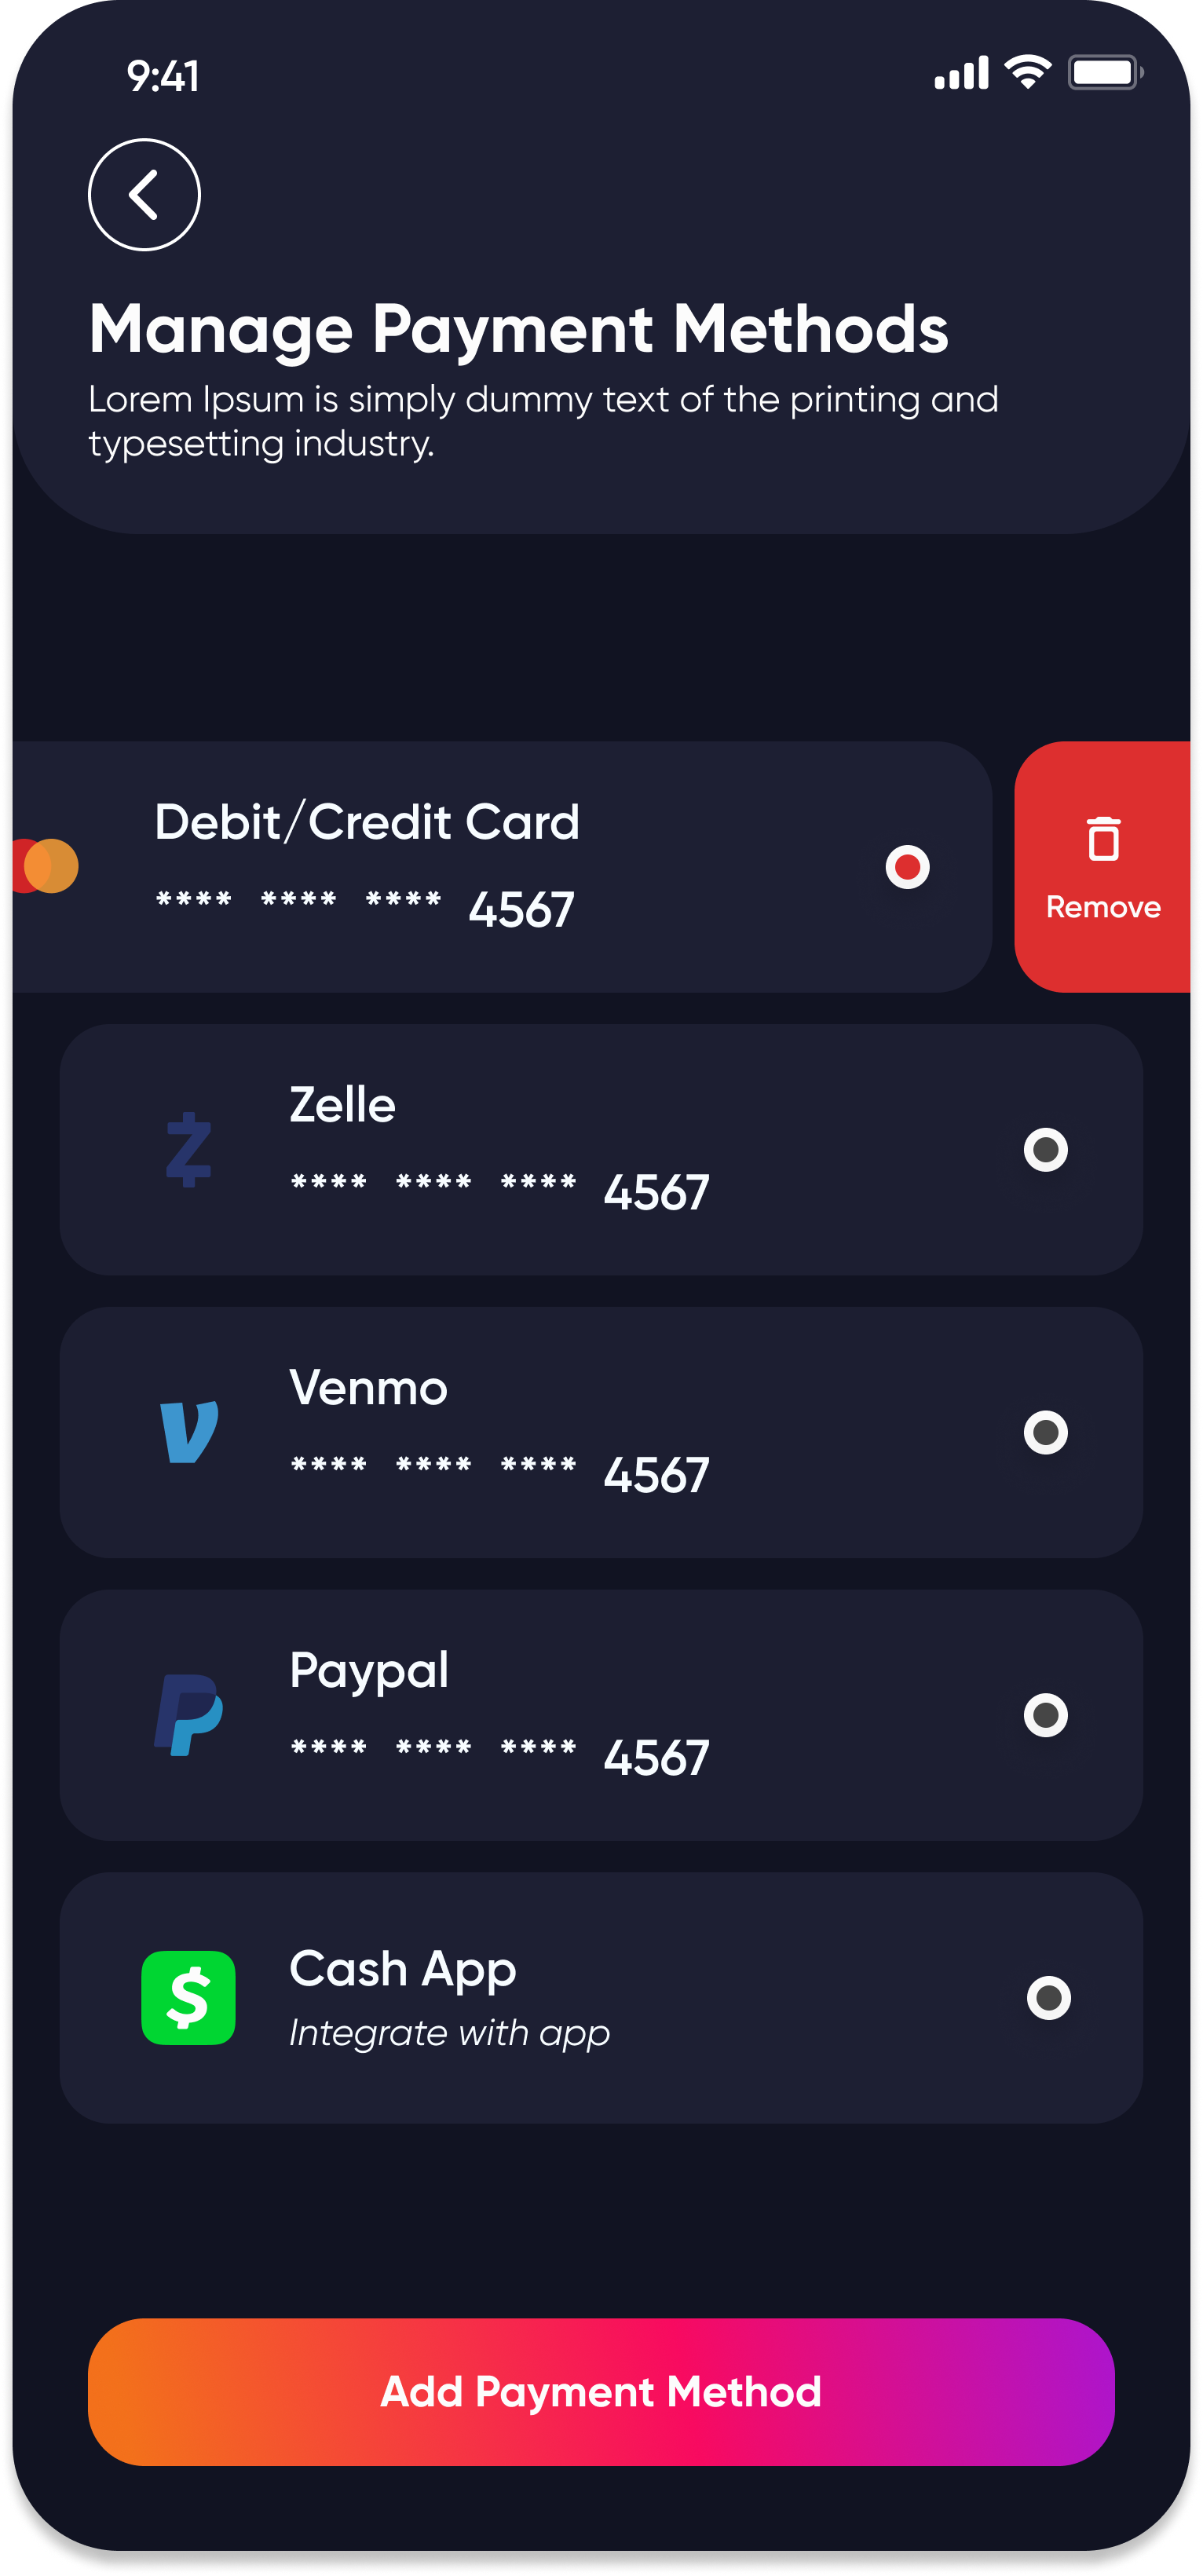 9:41
Manage Payment Methods
Lorem Ipsum is simply dummy text of the printing and
typesetting industry.
Debit/Credit Card
**** **** **** 4567
Remove
Zelle
**** **** **** 4567
Venmo
**** **** **** 4567
Paypal
**** **** **** 4567
Cash App
Integrate with app
Add Payment Method